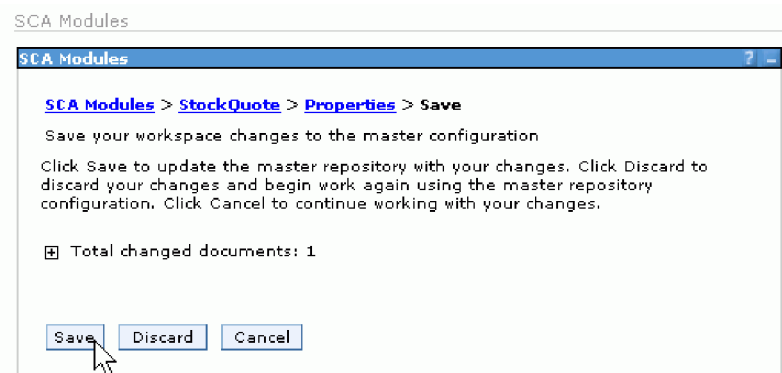 SCA Modules
SCA Modules ? –
SCA Modules > StockQuote > Properties > Save
Save your workspace changes to the master configuration
Click Save to update the master repository with your changes. Click Discard to
discard your changes and begin work again using the master repository
configuration. Click Cancel to continue working with your changes.
+ Total changed documents: 1
Save Discard Cancel